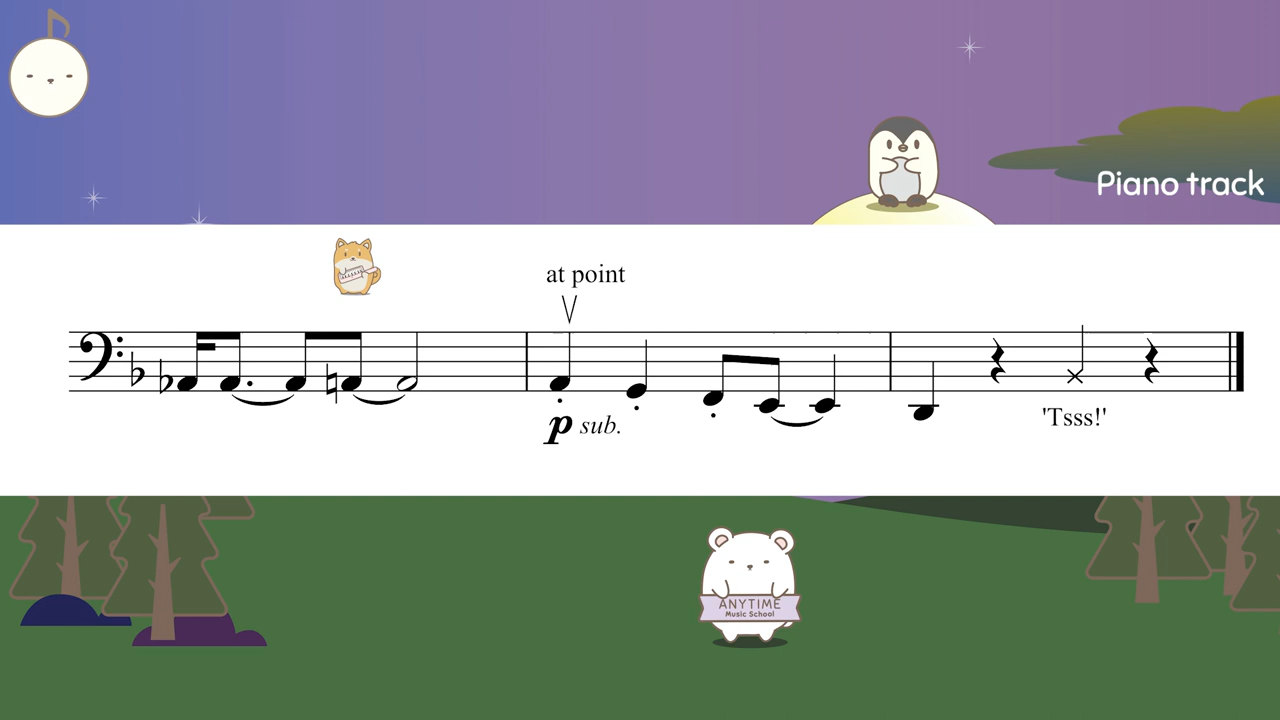 Piano track
at point
p sub.
'Tsss!'
ANYTIME
Music School